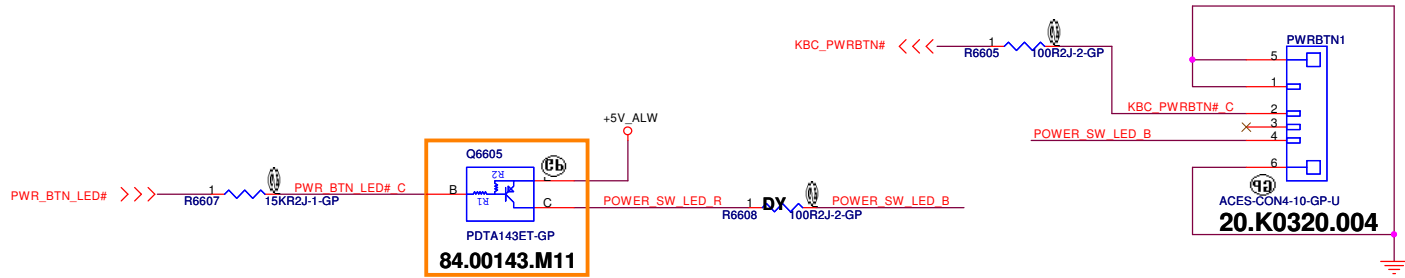 KBC_PWRBTN#
1
R6605
100R2J-2-GP
PWRBTN1
5
1
KBC_PWRBTN#_C
2
3
POWER_SW_LED_B
4
6
ACES-CON4-10-GP-U
20.K0320.004
+5V_ALW
Q6605
R2
R1
B
C
PDTA143ET-GP
84.00143.M11
PWR_BTN_LED#
1
R6607
15KR2J-1-GP
PWR_BTN_LED#_C
POWER_SW_LED_R
1
R6608
DY
100R2J-2-GP
POWER_SW_LED_B